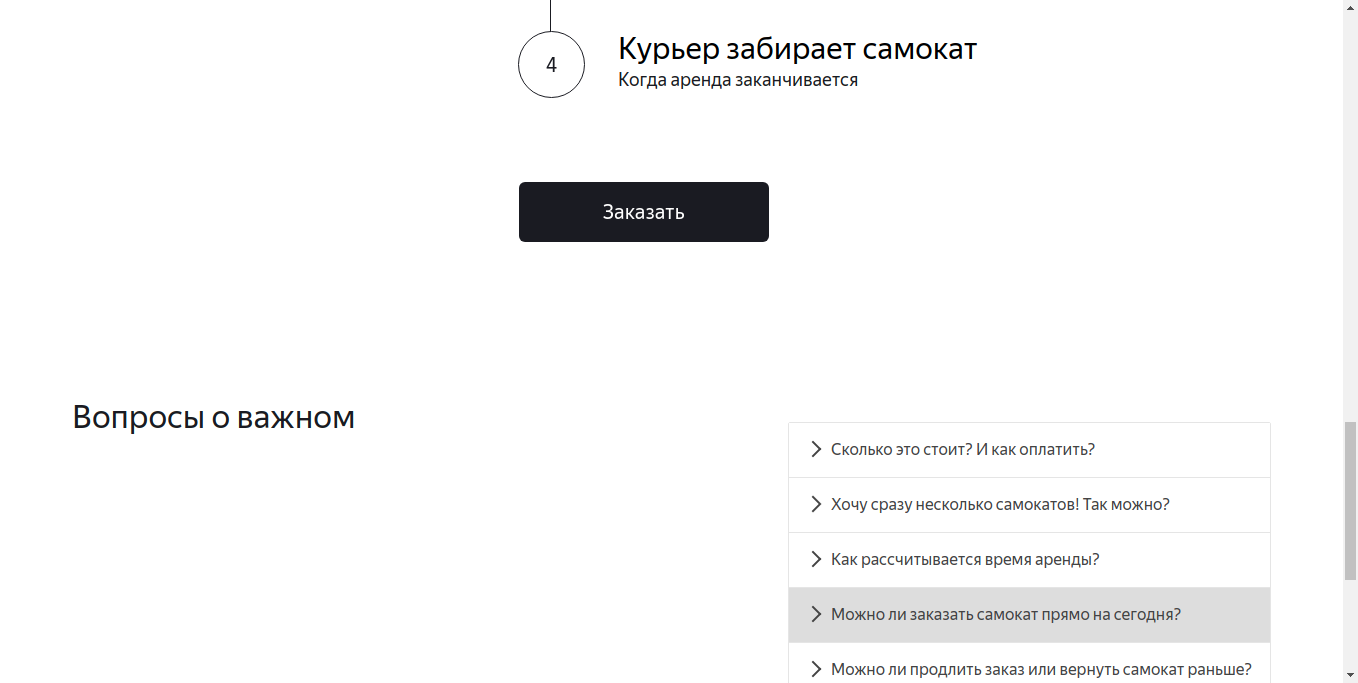 4
Курьер забирает самокат
Когда аренда заканчивается
Заказать
Вопросы о важном
Сколько это стоит? И как оплатить?
Хочу сразу несколько самокатов! Так можно?
Как рассчитывается время аренды?
Можно ли заказать самокат прямо на сегодня?
Можно ли продлить заказ или вернуть самокат раньше?